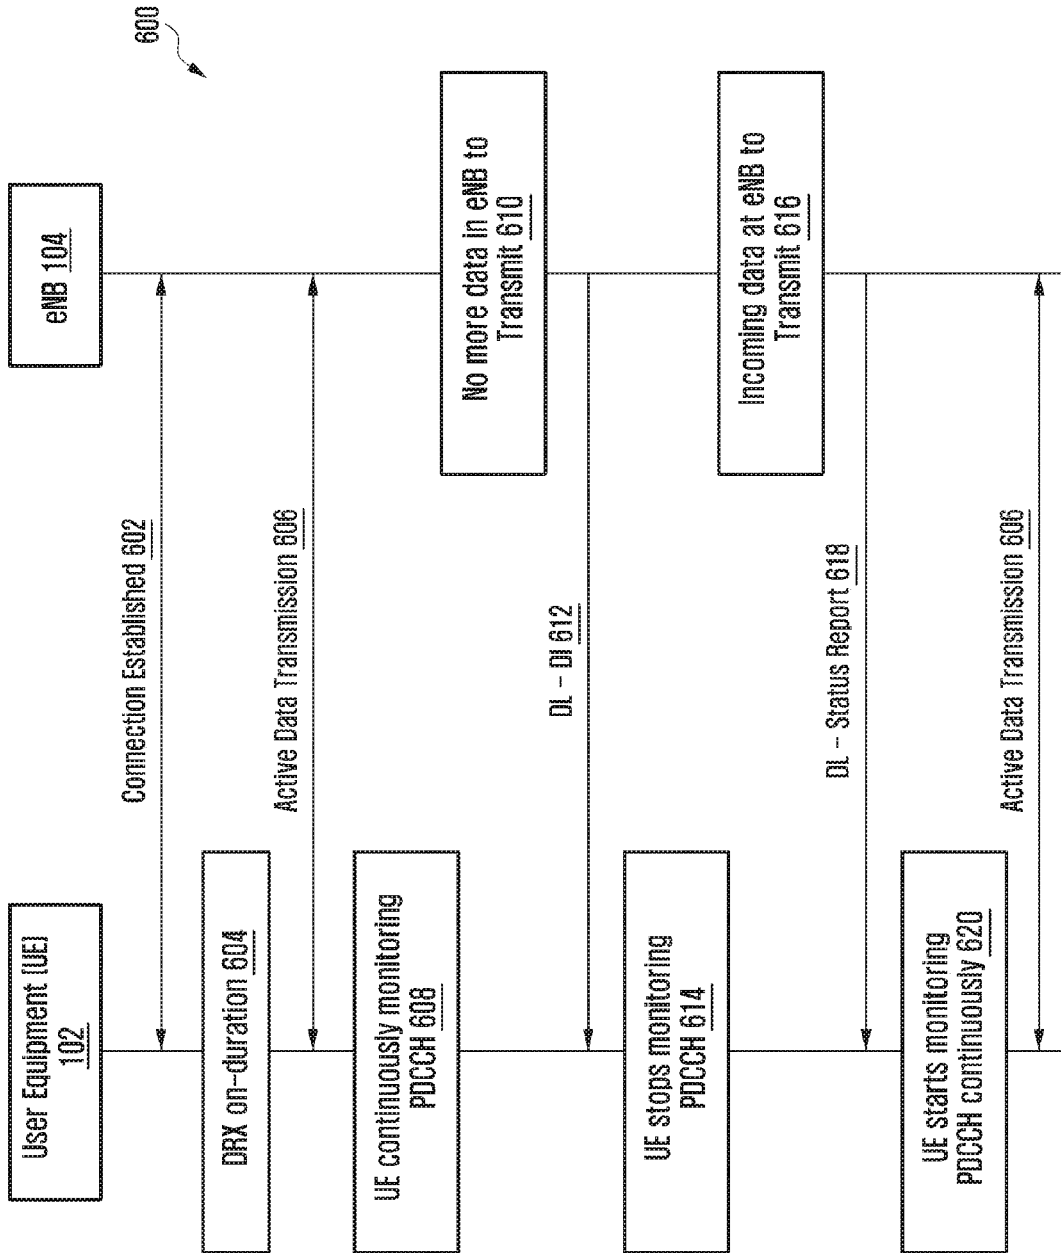 600
User Equipment (UE)
102
eNB 104
Connection Established 602
DRX on-duration 604
Active Data Transmission 606
UE continuously monitoring
PDCCH 608
No more data in eNB to
Transmit 610
DL - DI 612
UE stops monitoring
PDCCH 614
Incoming data at eNB to
Transmit 616
DL - Status Report 618
UE starts monitoring
PDCCH continuously 620
Active Data Transmission 606